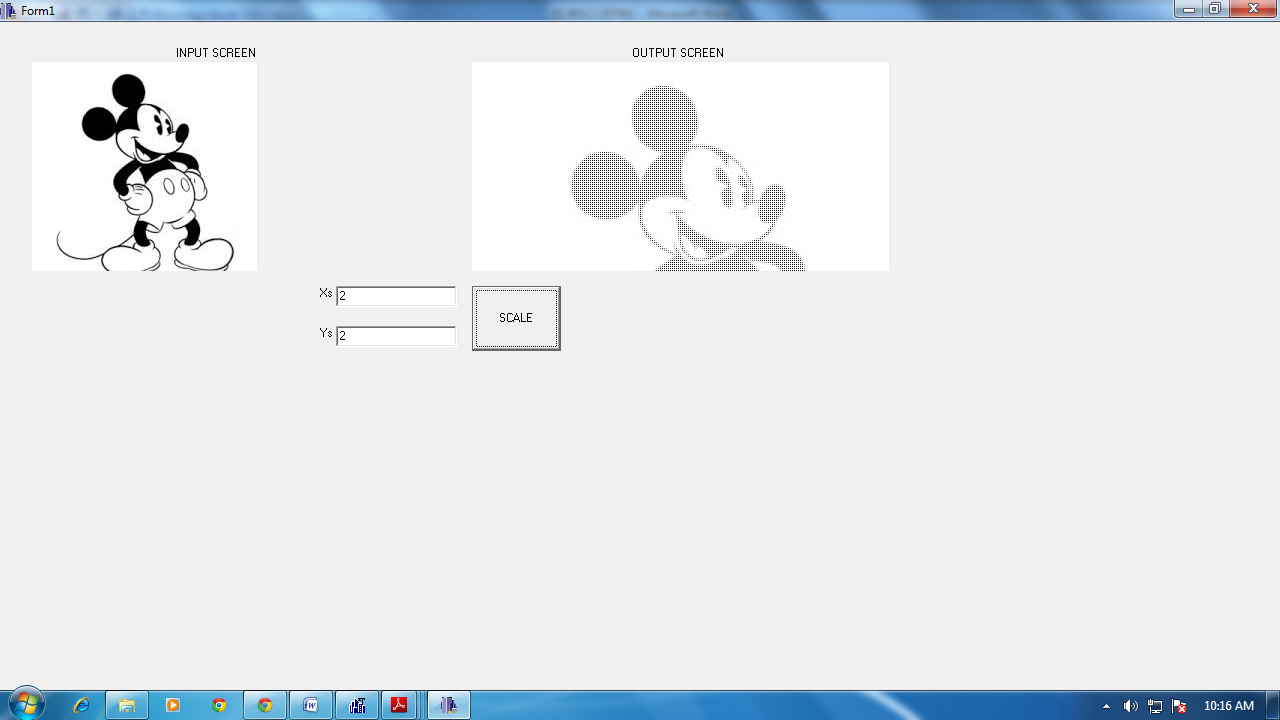 Form1
INPUT SCREEN
OUTPUT SCREEN
Xs 2
Ys 2
SCALE
10:16 AM